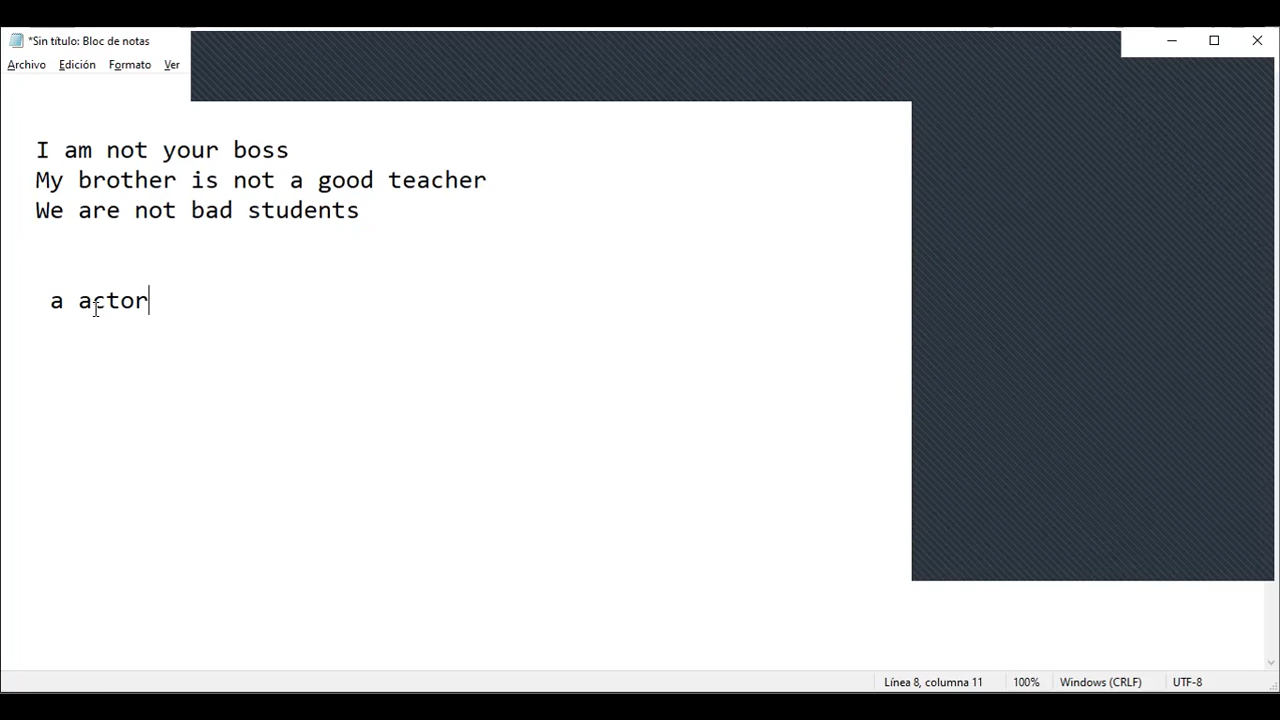 *Sin título: Bloc de notas
Archivo Edición Formato Ver
I am not your boss
My brother is not a good teacher
We are not bad students
a actor
Línea 8, columna 11 100% Windows (CRLF) UTF-8